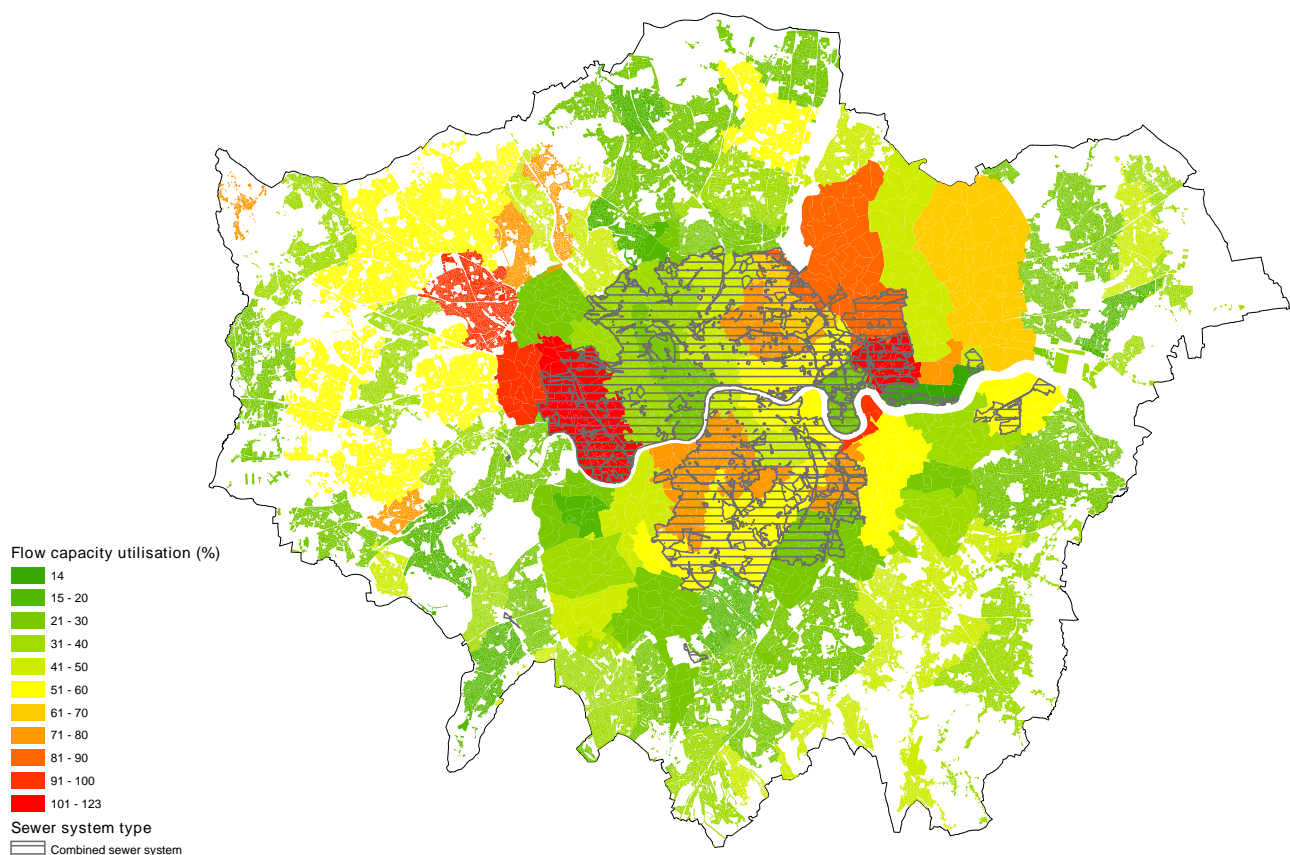 Flow capacity utilisation (%)
14
15 - 20
21 - 30
31 - 40
41 - 50
51 - 60
61 - 70
71 - 80
81 - 90
91 - 100
101 - 123
Sewer system type
Combined sewer system